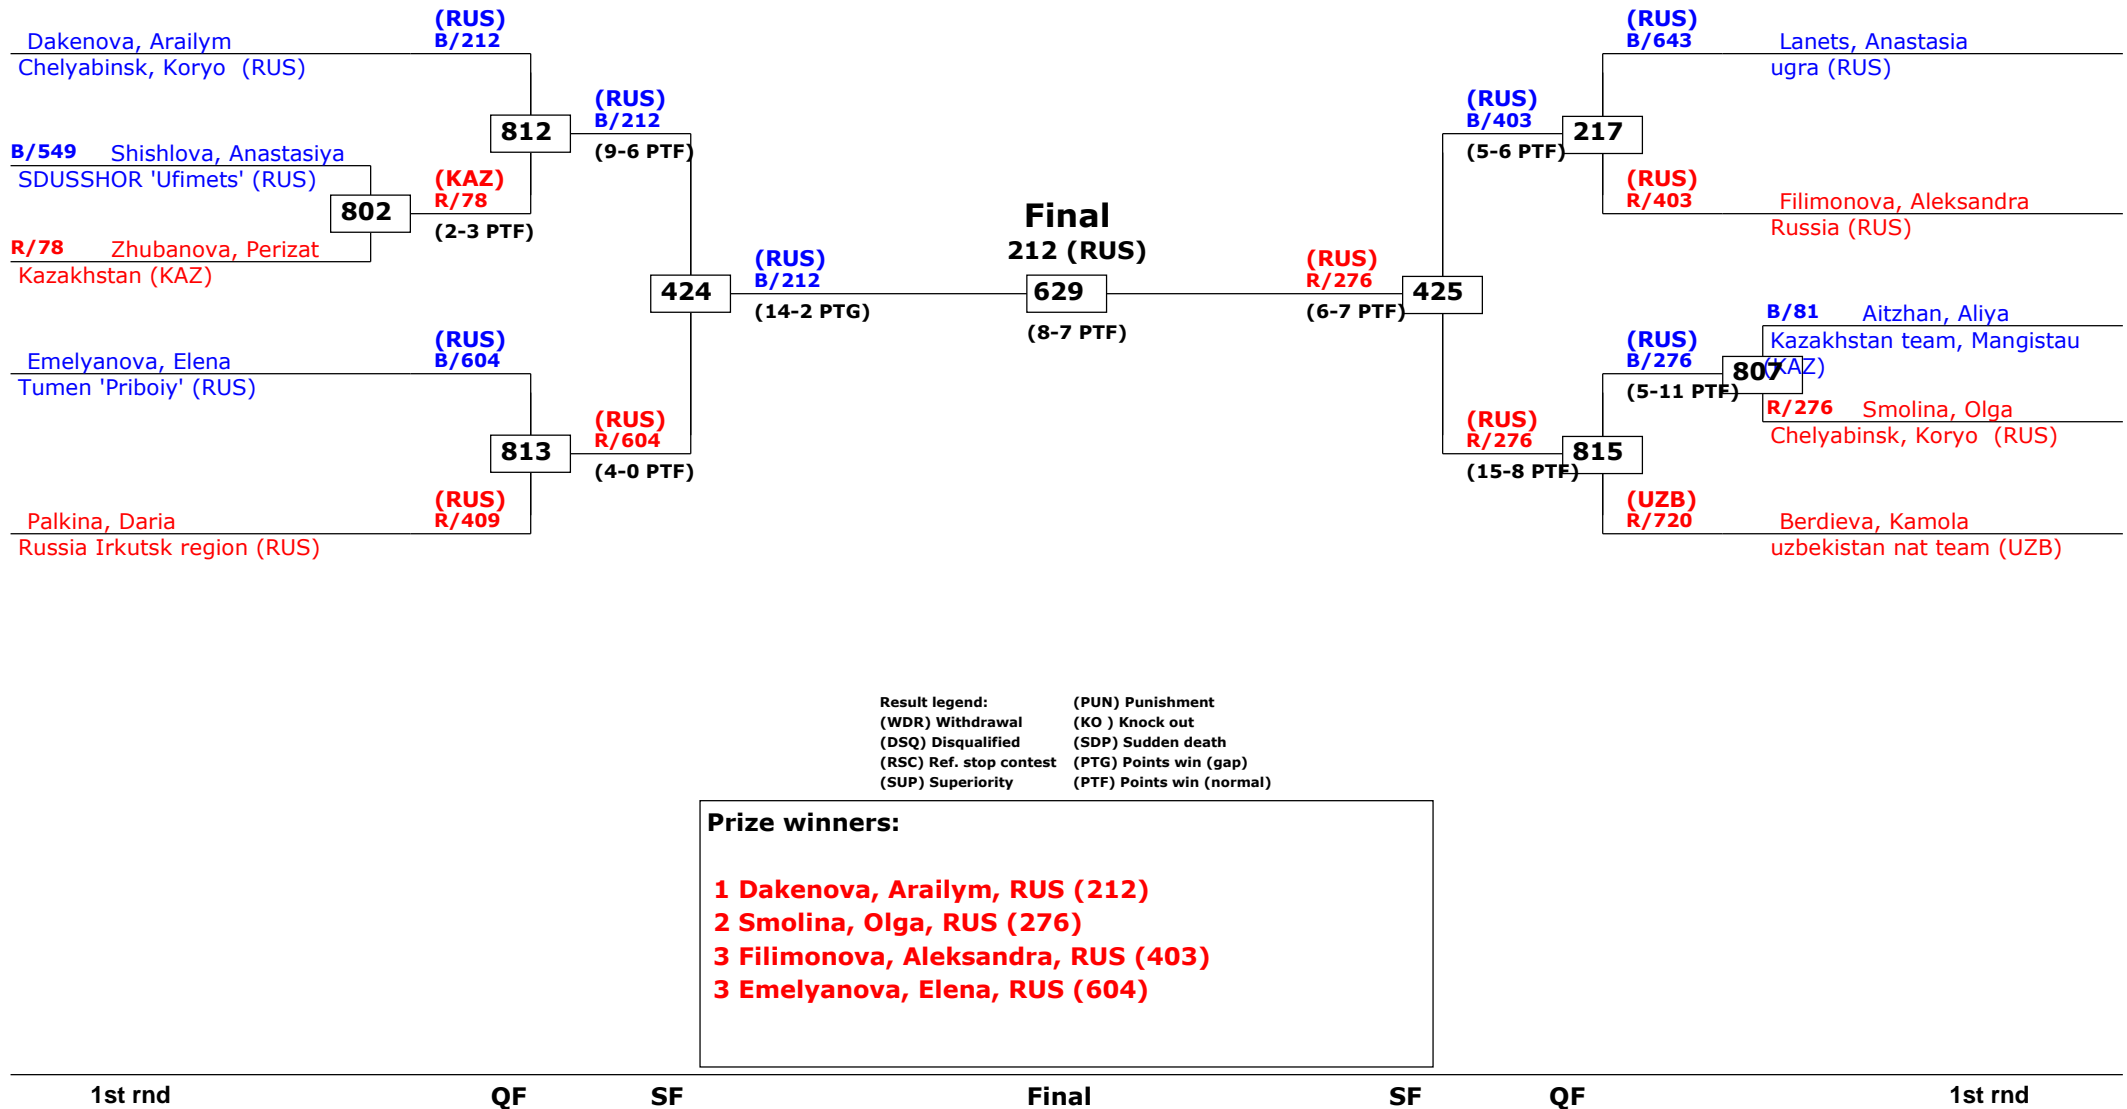 (RUS)
B/212
Dakenova, Arailym
Chelyabinsk, Koryo (RUS)
812
(RUS)
B/212
(9-6 PTF)
B/549 Shishlova, Anastasiya
SDUSSHOR 'Ufimets' (RUS)
802
(KAZ)
R/78
(2-3 PTF)
R/78 Zhubanova, Perizat
Kazakhstan (KAZ)
424
(RUS)
B/212
(14-2 PTG)
(RUS)
B/604
Emelyanova, Elena
Tumen 'Priboiy' (RUS)
813
(RUS)
R/604
(4-0 PTF)
(RUS)
R/409
Palkina, Daria
Russia Irkutsk region (RUS)
Final
212 (RUS)
629
(8-7 PTF)
(RUS)
R/276
(6-7 PTF)
425
(RUS)
B/403
(5-6 PTF)
217
(RUS)
B/643
Lanets, Anastasia
ugra (RUS)
(RUS)
R/403
Filimonova, Aleksandra
Russia (RUS)
B/81 Aitzhan, Aliya
Kazakhstan team, Mangistau
(KAZ)
(RUS)
B/276
(5-11 PTF)
807
R/276 Smolina, Olga
Chelyabinsk, Koryo (RUS)
(RUS)
R/276
(15-8 PTF)
815
(UZB)
R/720
Berdieva, Kamola
uzbekistan nat team (UZB)
Result legend: (PUN) Punishment
(WDR) Withdrawal (KO ) Knock out
(DSQ) Disqualified (SDP) Sudden death
(RSC) Ref. stop contest (PTG) Points win (gap)
(SUP) Superiority (PTF) Points win (normal)
Prize winners:
1 Dakenova, Arailym, RUS (212)
2 Smolina, Olga, RUS (276)
3 Filimonova, Aleksandra, RUS (403)
3 Emelyanova, Elena, RUS (604)
1st rnd QF SF Final SF QF 1st rnd